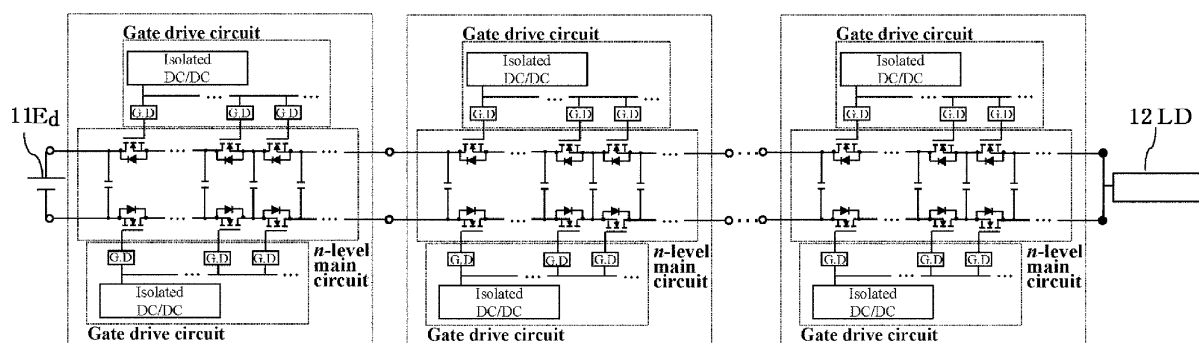 Gate drive circuit
Isolated
DC/DC
...
G.D
G.D
G.D
...
11Ed
...
...
...
...
G.D
G.D
G.D
...
...
Isolated
DC/DC
n-level
main
circuit
Gate drive circuit
Gate drive circuit
Isolated
DC/DC
...
...
G.D
G.D
G.D
...
...
...
...
G.D
G.D
G.D
...
...
Isolated
DC/DC
n-level
main
circuit
Gate drive circuit
Gate drive circuit
Isolated
DC/DC
...
...
G.D
G.D
G.D
12LD
...
...
...
...
G.D
G.D
G.D
...
...
Isolated
DC/DC
n-level
main
circuit
Gate drive circuit